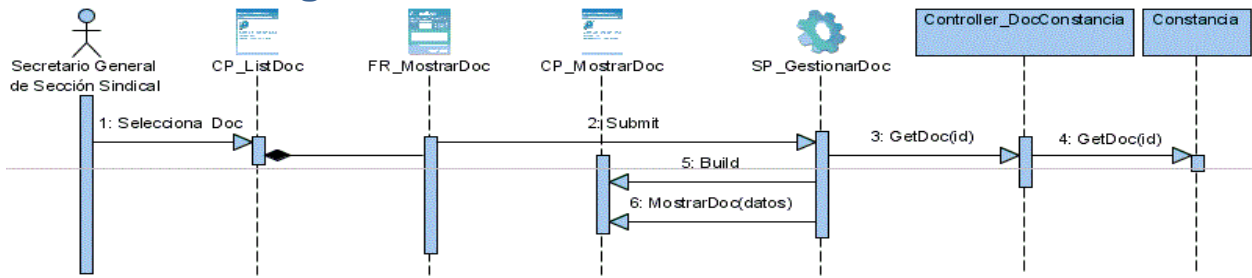 Controller_DocConstancia
Constancia
Secretario General
de Sección Sindical
CP_ListDoc
FR_MostrarDoc
CP_MostrarDoc
SP_GestionarDoc
1: Selecciona Doc
2: Submit
3: GetDoc(id)
4: GetDoc(id)
5: Build
6: MostrarDoc(datos)